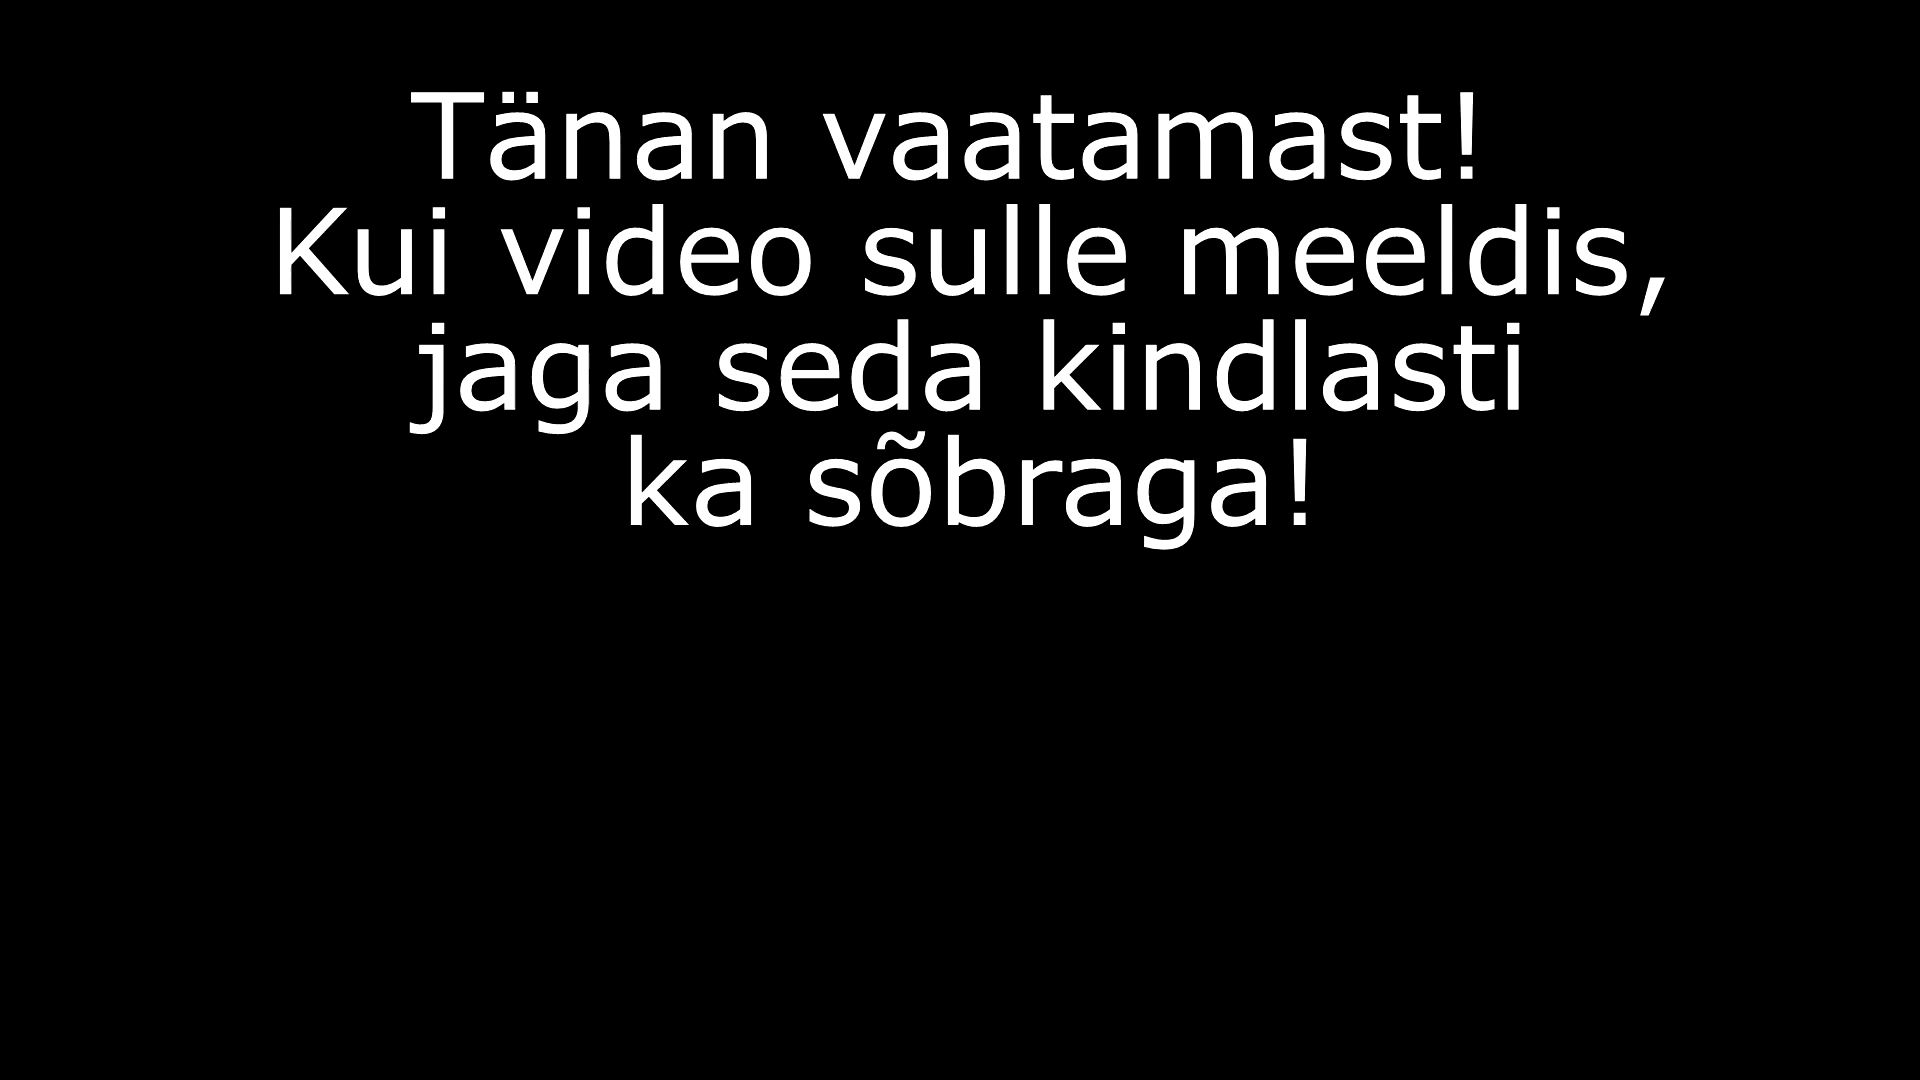 Tänan vaatamast!
Kui video sulle meeldis,
jaga seda kindlasti
ka sõbraga!